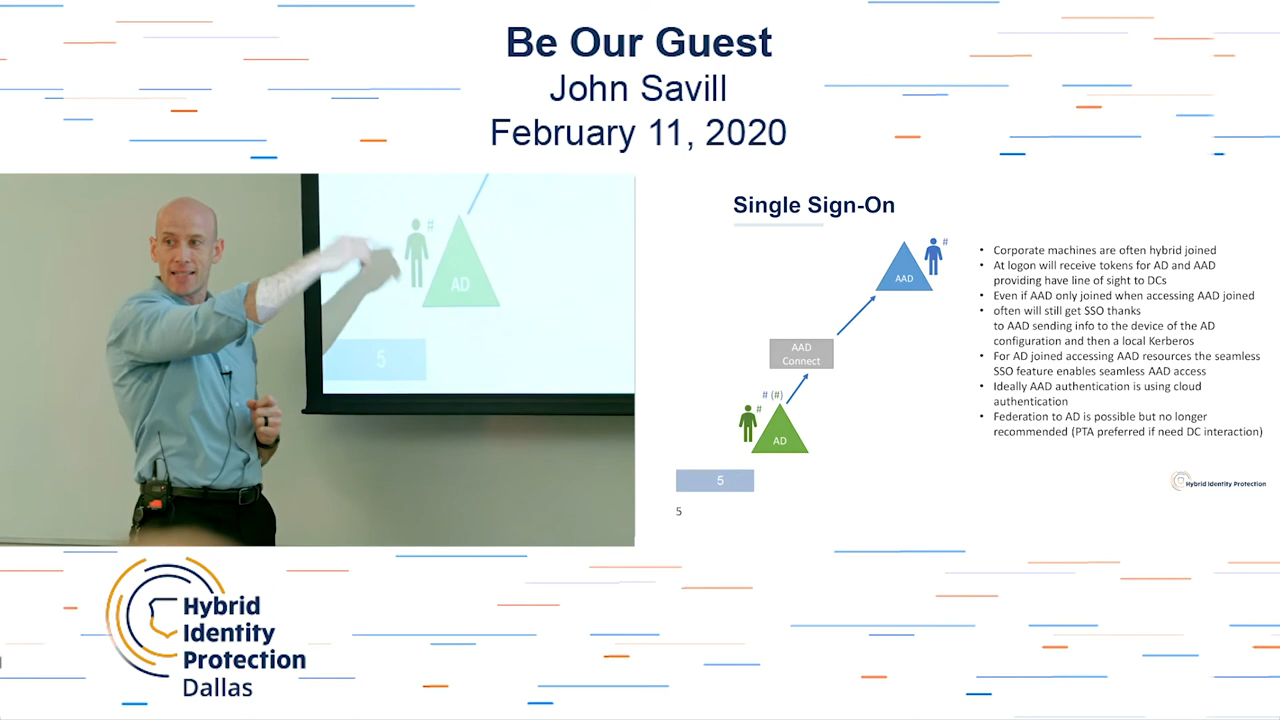 Be Our Guest
John Savill
February 11, 2020
#
AD
5
Single Sign-On
#
AAD
AAD
Connect
# (#)
#
AD
5
5
• Corporate machines are often hybrid joined
• At logon will receive tokens for AD and AAD
providing have line of sight to DCs
• Even if AAD only joined when accessing AAD joined
• often will still get SSO thanks
to AAD sending info to the device of the AD
configuration and then a local Kerberos
• For AD joined accessing AAD resources the seamless
SSO feature enables seamless AAD access
• Ideally AAD authentication is using cloud
authentication
• Federation to AD is possible but no longer
recommended (PTA preferred if need DC interaction)
Hybrid Identity Protection
Hybrid
Identity
Protection
Dallas